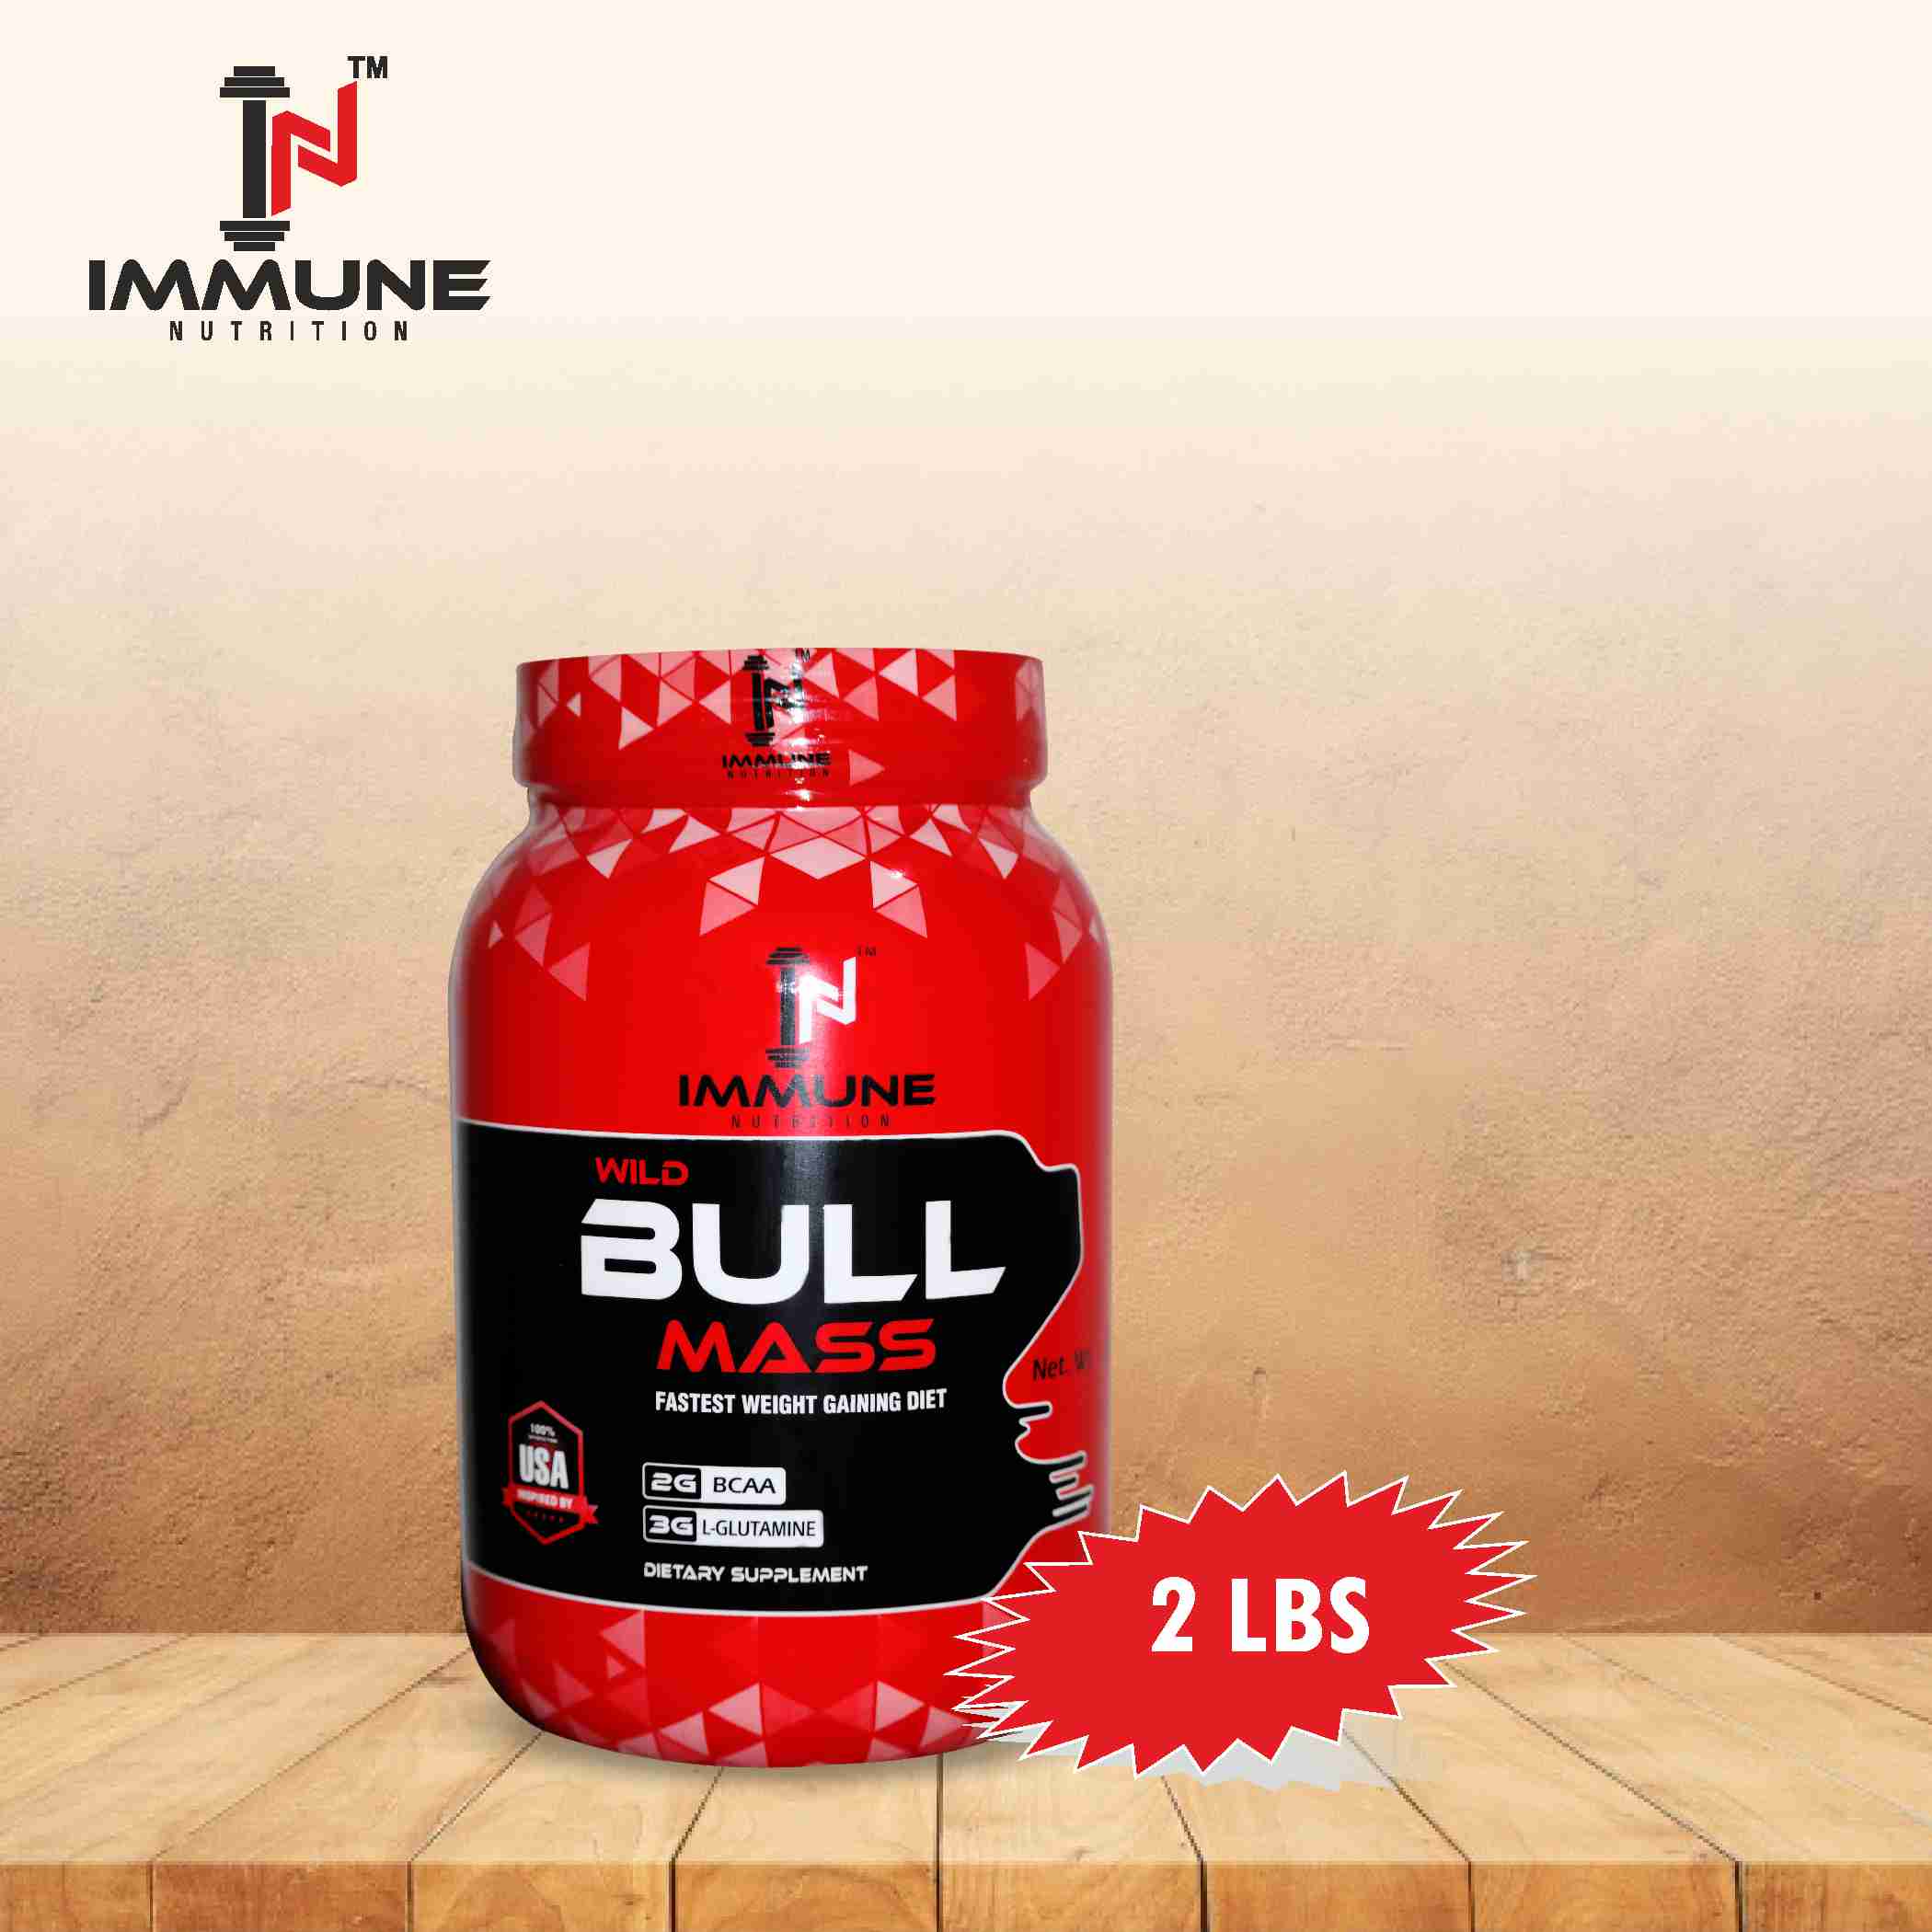 TM
IMMUNE
NUTRITION
TM
IMMUNE
NUTRITION
TM
IMMUNE
NUTRITION
WILD
BULL
MASS
FASTEST WEIGHT GAINING DIET
Net.
100%
USA
INSPIRED BY
2G BCAA
3G L-GLUTAMINE
DIETARY SUPPLEMENT
2 LBS